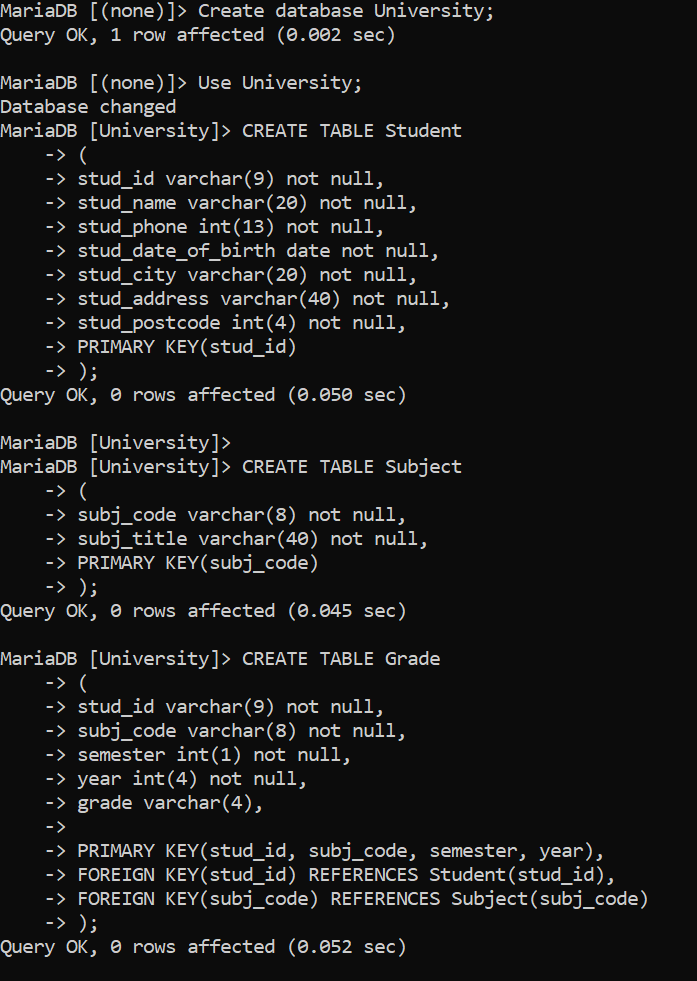 MariaDB [(none)]> Create database University;
Query OK, 1 row affected (0.002 sec)
MariaDB [(none)]> Use University;
Database changed
MariaDB [University]> CREATE TABLE Student
    -> (
    -> stud_id varchar(9) not null,
    -> stud_name varchar(20) not null,
    -> stud_phone int(13) not null,
    -> stud_date_of_birth date not null,
    -> stud_city varchar(20) not null,
    -> stud_address varchar(40) not null,
    -> stud_postcode int(4) not null,
    -> PRIMARY KEY(stud_id)
    -> );
Query OK, 0 rows affected (0.050 sec)
MariaDB [University]>
MariaDB [University]> CREATE TABLE Subject
    -> (
    -> subj_code varchar(8) not null,
    -> subj_title varchar(40) not null,
    -> PRIMARY KEY(subj_code)
    -> );
Query OK, 0 rows affected (0.045 sec)
MariaDB [University]> CREATE TABLE Grade
    -> (
    -> stud_id varchar(9) not null,
    -> subj_code varchar(8) not null,
    -> semester int(1) not null,
    -> year int(4) not null,
    -> grade varchar(4),
    ->
    -> PRIMARY KEY(stud_id, subj_code, semester, year),
    -> FOREIGN KEY(stud_id) REFERENCES Student(stud_id),
    -> FOREIGN KEY(subj_code) REFERENCES Subject(subj_code)
    -> );
Query OK, 0 rows affected (0.052 sec)